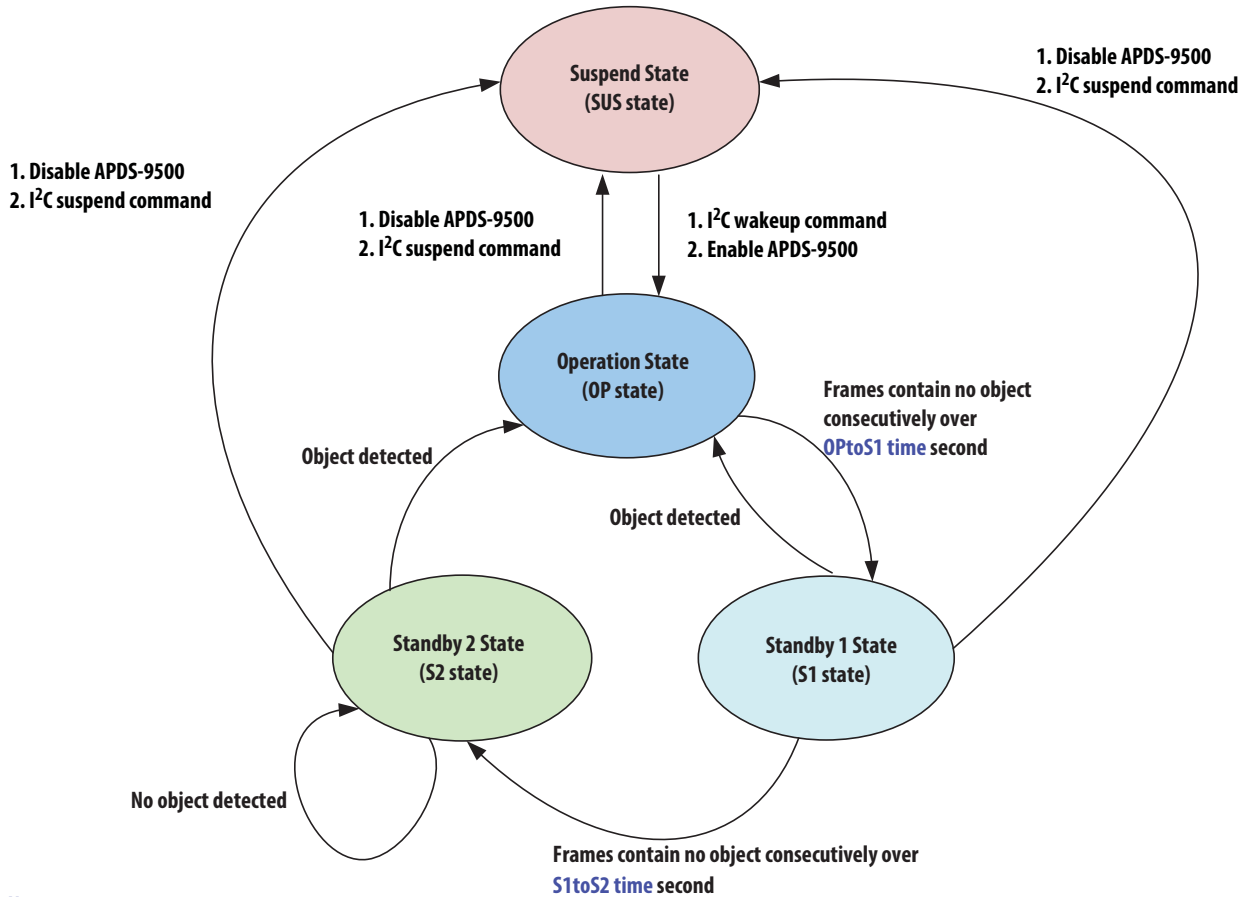 Suspend State
(SUS state)
1. Disable APDS-9500
2. I²C suspend command
1. Disable APDS-9500
2. I²C suspend command
1. Disable APDS-9500
2. I²C suspend command
1. I²C wakeup command
2. Enable APDS-9500
Operation State
(OP state)
Frames contain no object
consecutively over
OPtoS1 time second
Object detected
Object detected
Standby 2 State
(S2 state)
Standby 1 State
(S1 state)
No object detected
Frames contain no object consecutively over
S1toS2 time second